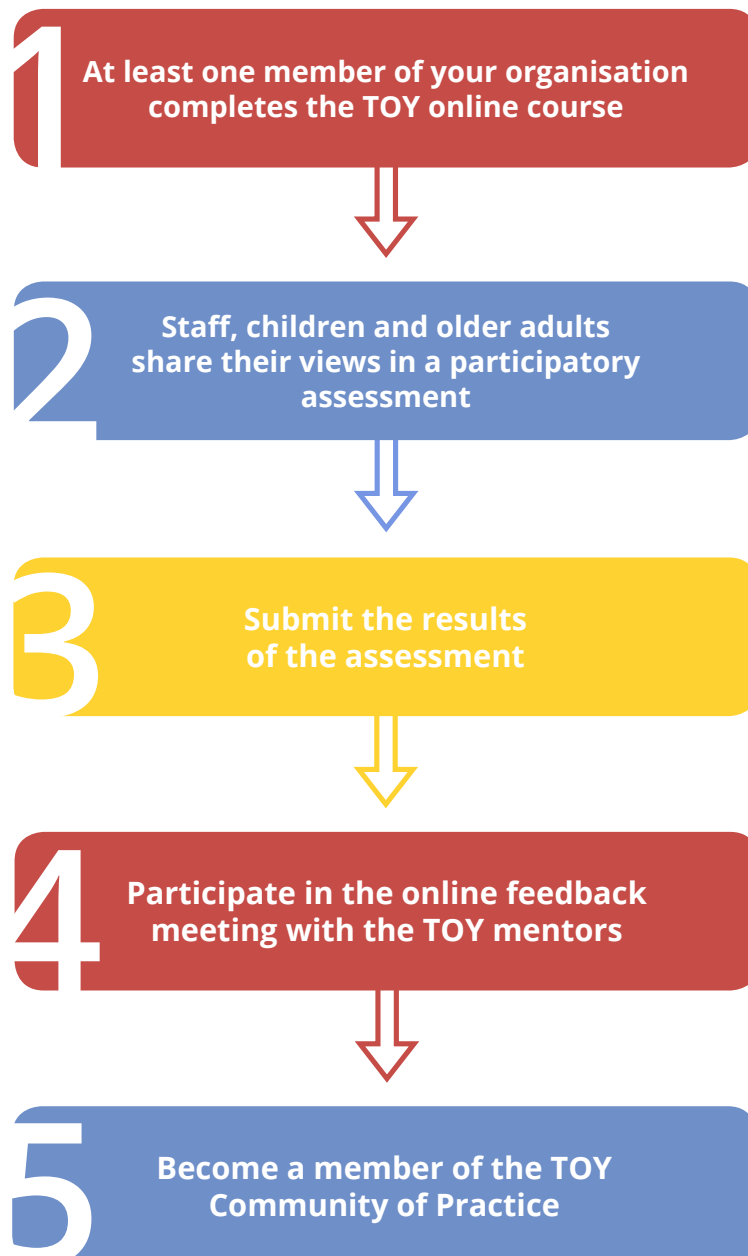 1
At least one member of your organisation
completes the TOY online course
2
Staff, children and older adults
share their views in a participatory
assessment
3
Submit the results
of the assessment
4
Participate in the online feedback
meeting with the TOY mentors
5
Become a member of the TOY
Community of Practice